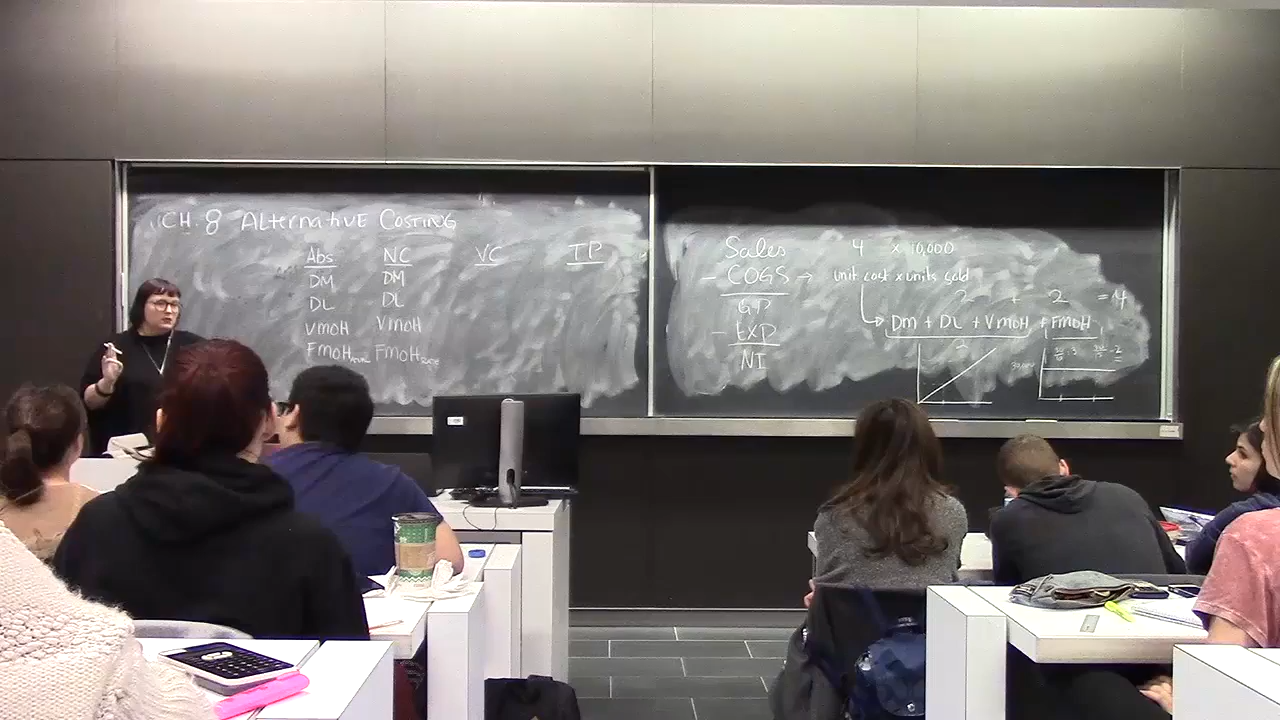 CH. 8 ALTERNATIVE COSTING
Abs NC VC TP
DM DM
DL DL
VMOH VMOH
FMOH FMOH
Sales 4 x 10,000
- COGS → unit cost x units sold
GP 2 + 2 = 4
DM + DL + VMOH + FMOH
- EXP
NI